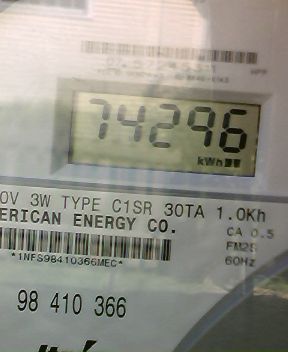 74296
kWh
0V 3W TYPE C1SR 30TA 1.0Kh
ERICAN ENERGY CO.
CA 0.5
FM2S
60Hz
*1NFS98410366MEC*
98 410 366